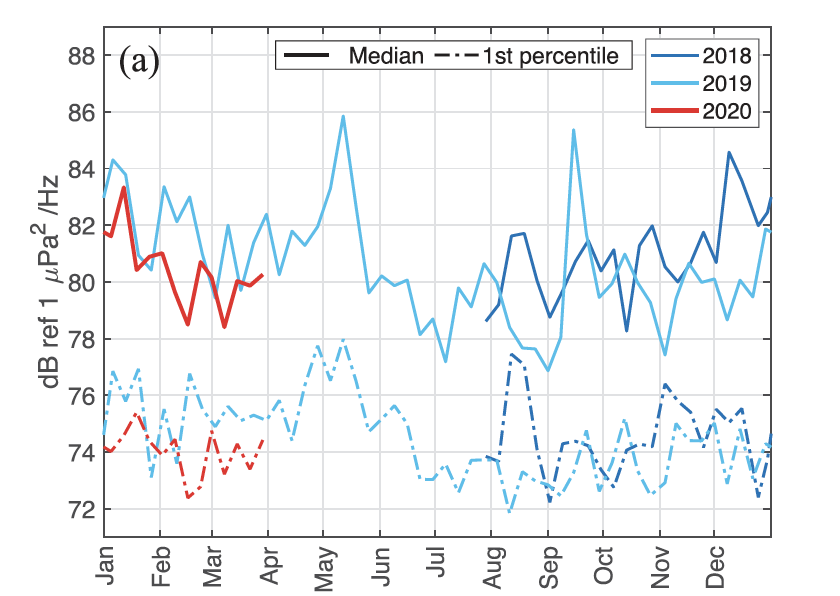 (a)
Median
1st percentile
2018
2019
2020
dB ref 1 μPa² /Hz
88
86
84
82
80
78
76
74
72
Jan
Feb
Mar
Apr
May
Jun
Jul
Aug
Sep
Oct
Nov
Dec